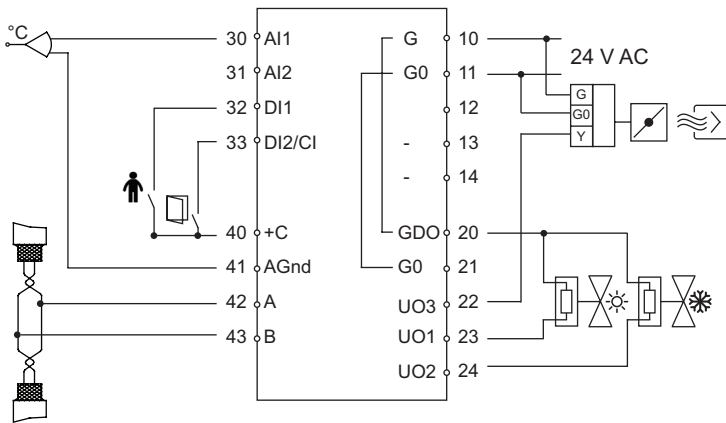 °C
30 AI1
31 AI2
32 DI1
33 DI2/CI
40 +C
41 AGnd
42 A
43 B
G 10
G0 11
12
- 13
- 14
GDO 20
G0 21
UO3 22
UO1 23
UO2 24
24 V AC
G
G0
Y